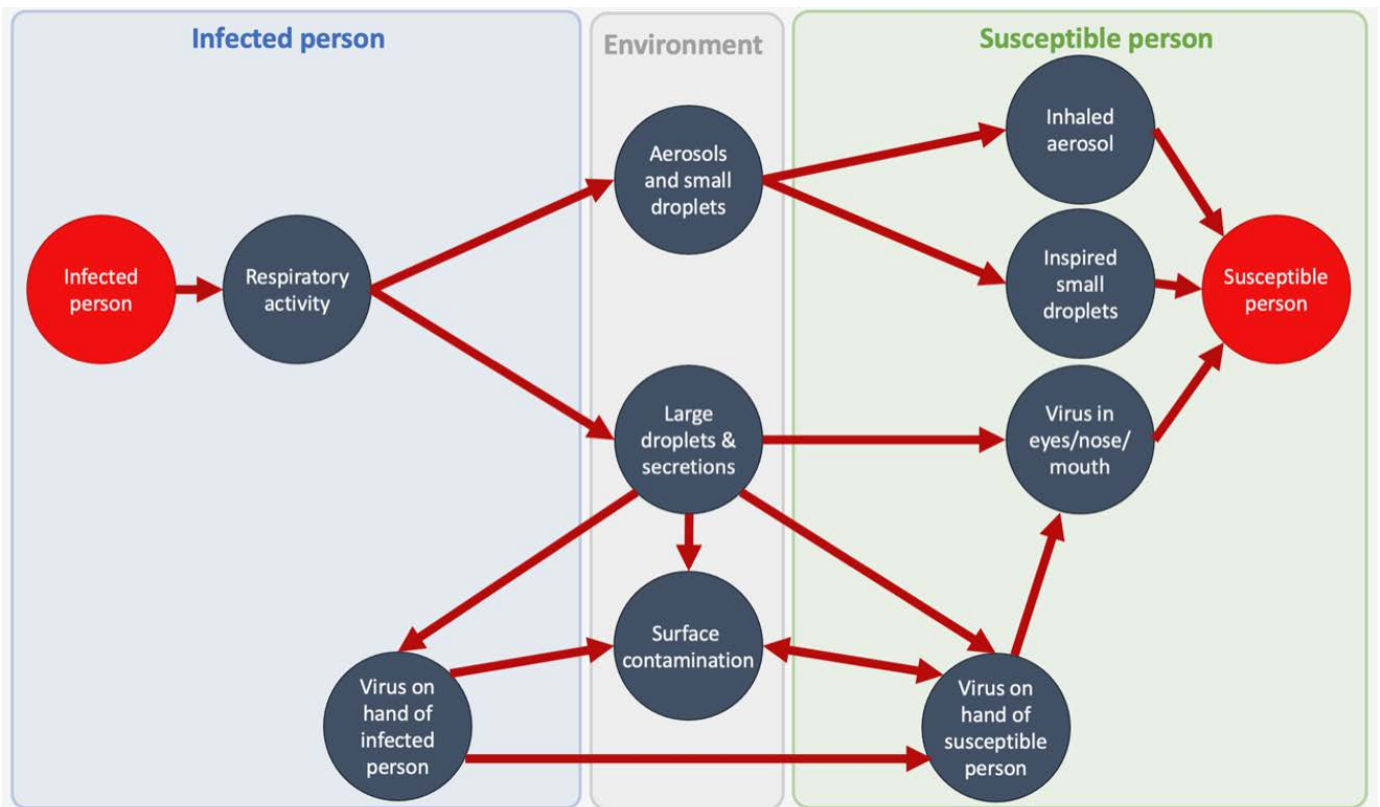 Infected person
Environment
Susceptible person
Infected
person
Respiratory
activity
Aerosols
and small
droplets
Inhaled
aerosol
Inspired
small
droplets
Susceptible
person
Large
droplets &
secretions
Virus in
eyes/nose/
mouth
Surface
contamination
Virus on
hand of
infected
person
Virus on
hand of
susceptible
person